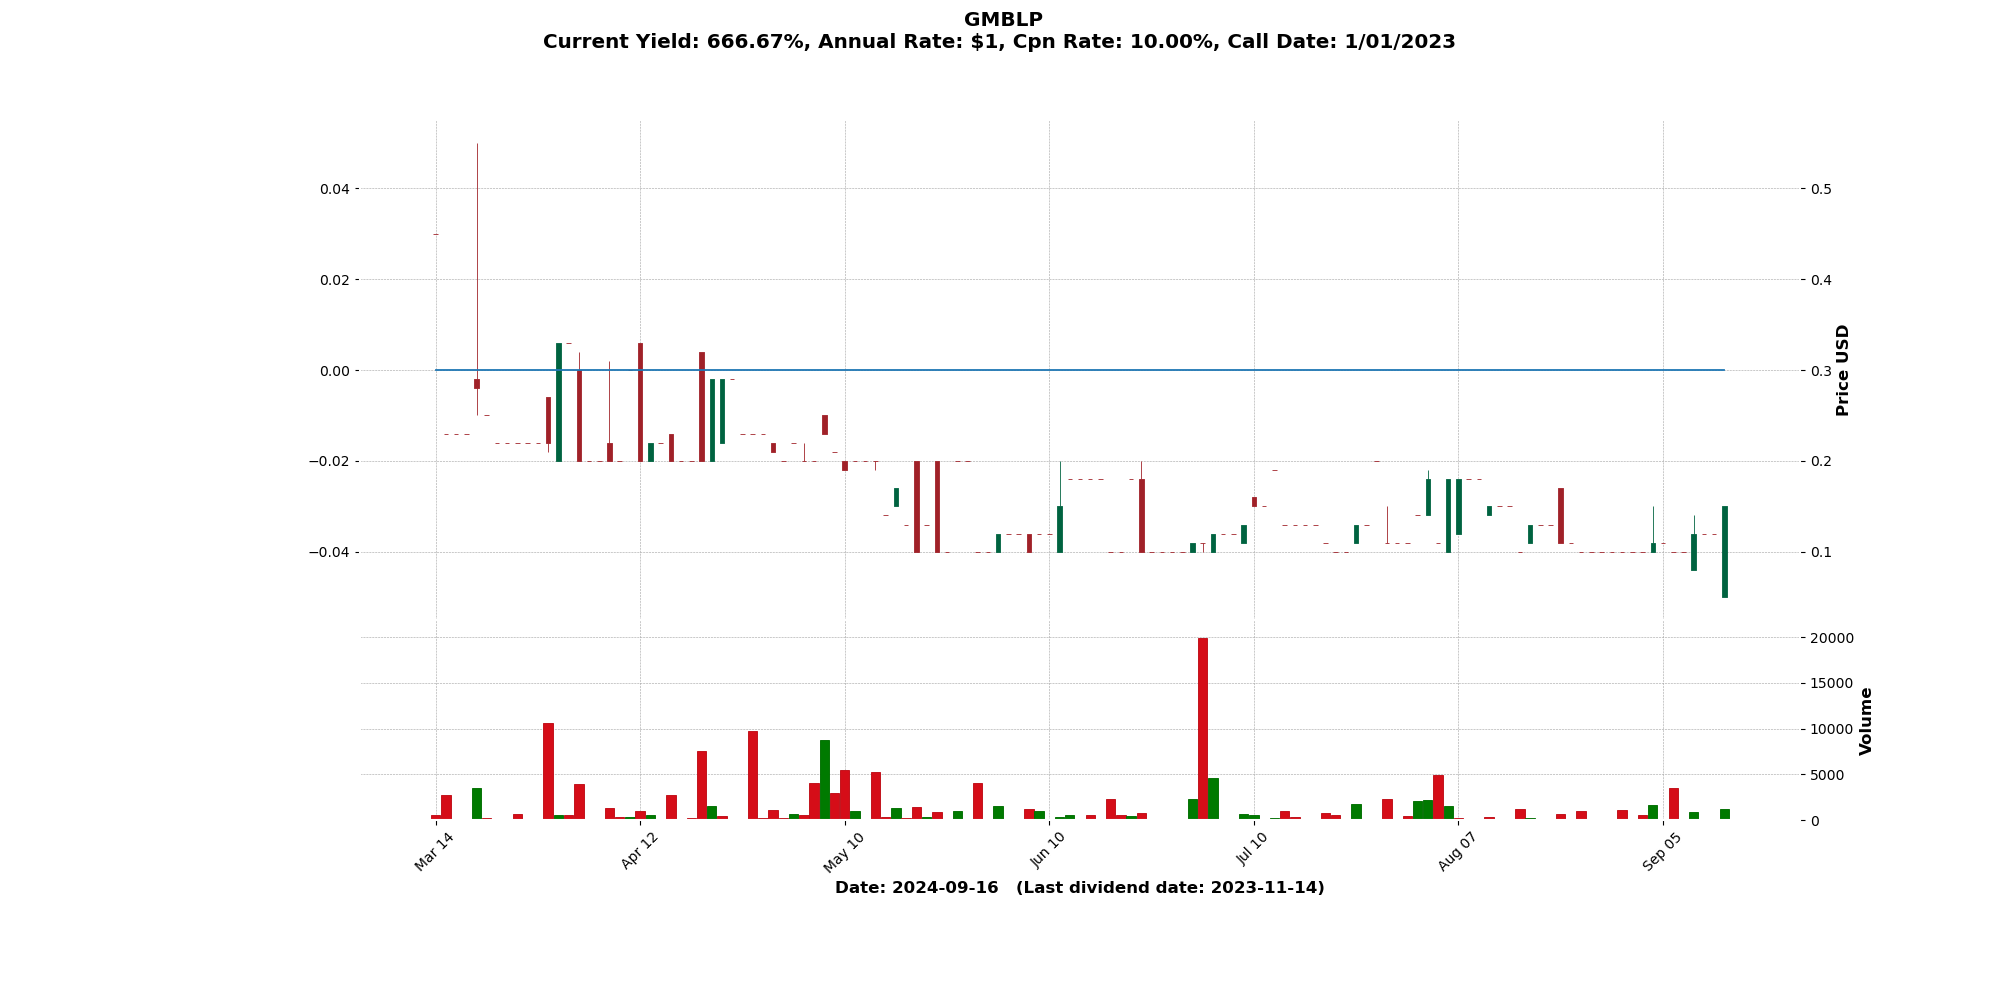 GMBLP
Current Yield: 666.67%, Annual Rate: $1, Cpn Rate: 10.00%, Call Date: 1/01/2023
0.04
0.02
0.00
−0.02
−0.04
0.5
0.4
0.3
0.2
0.1
Price USD
20000
15000
10000
5000
0
Volume
Mar 14
Apr 12
May 10
Jun 10
Jul 10
Aug 07
Sep 05
Date: 2024-09-16   (Last dividend date: 2023-11-14)